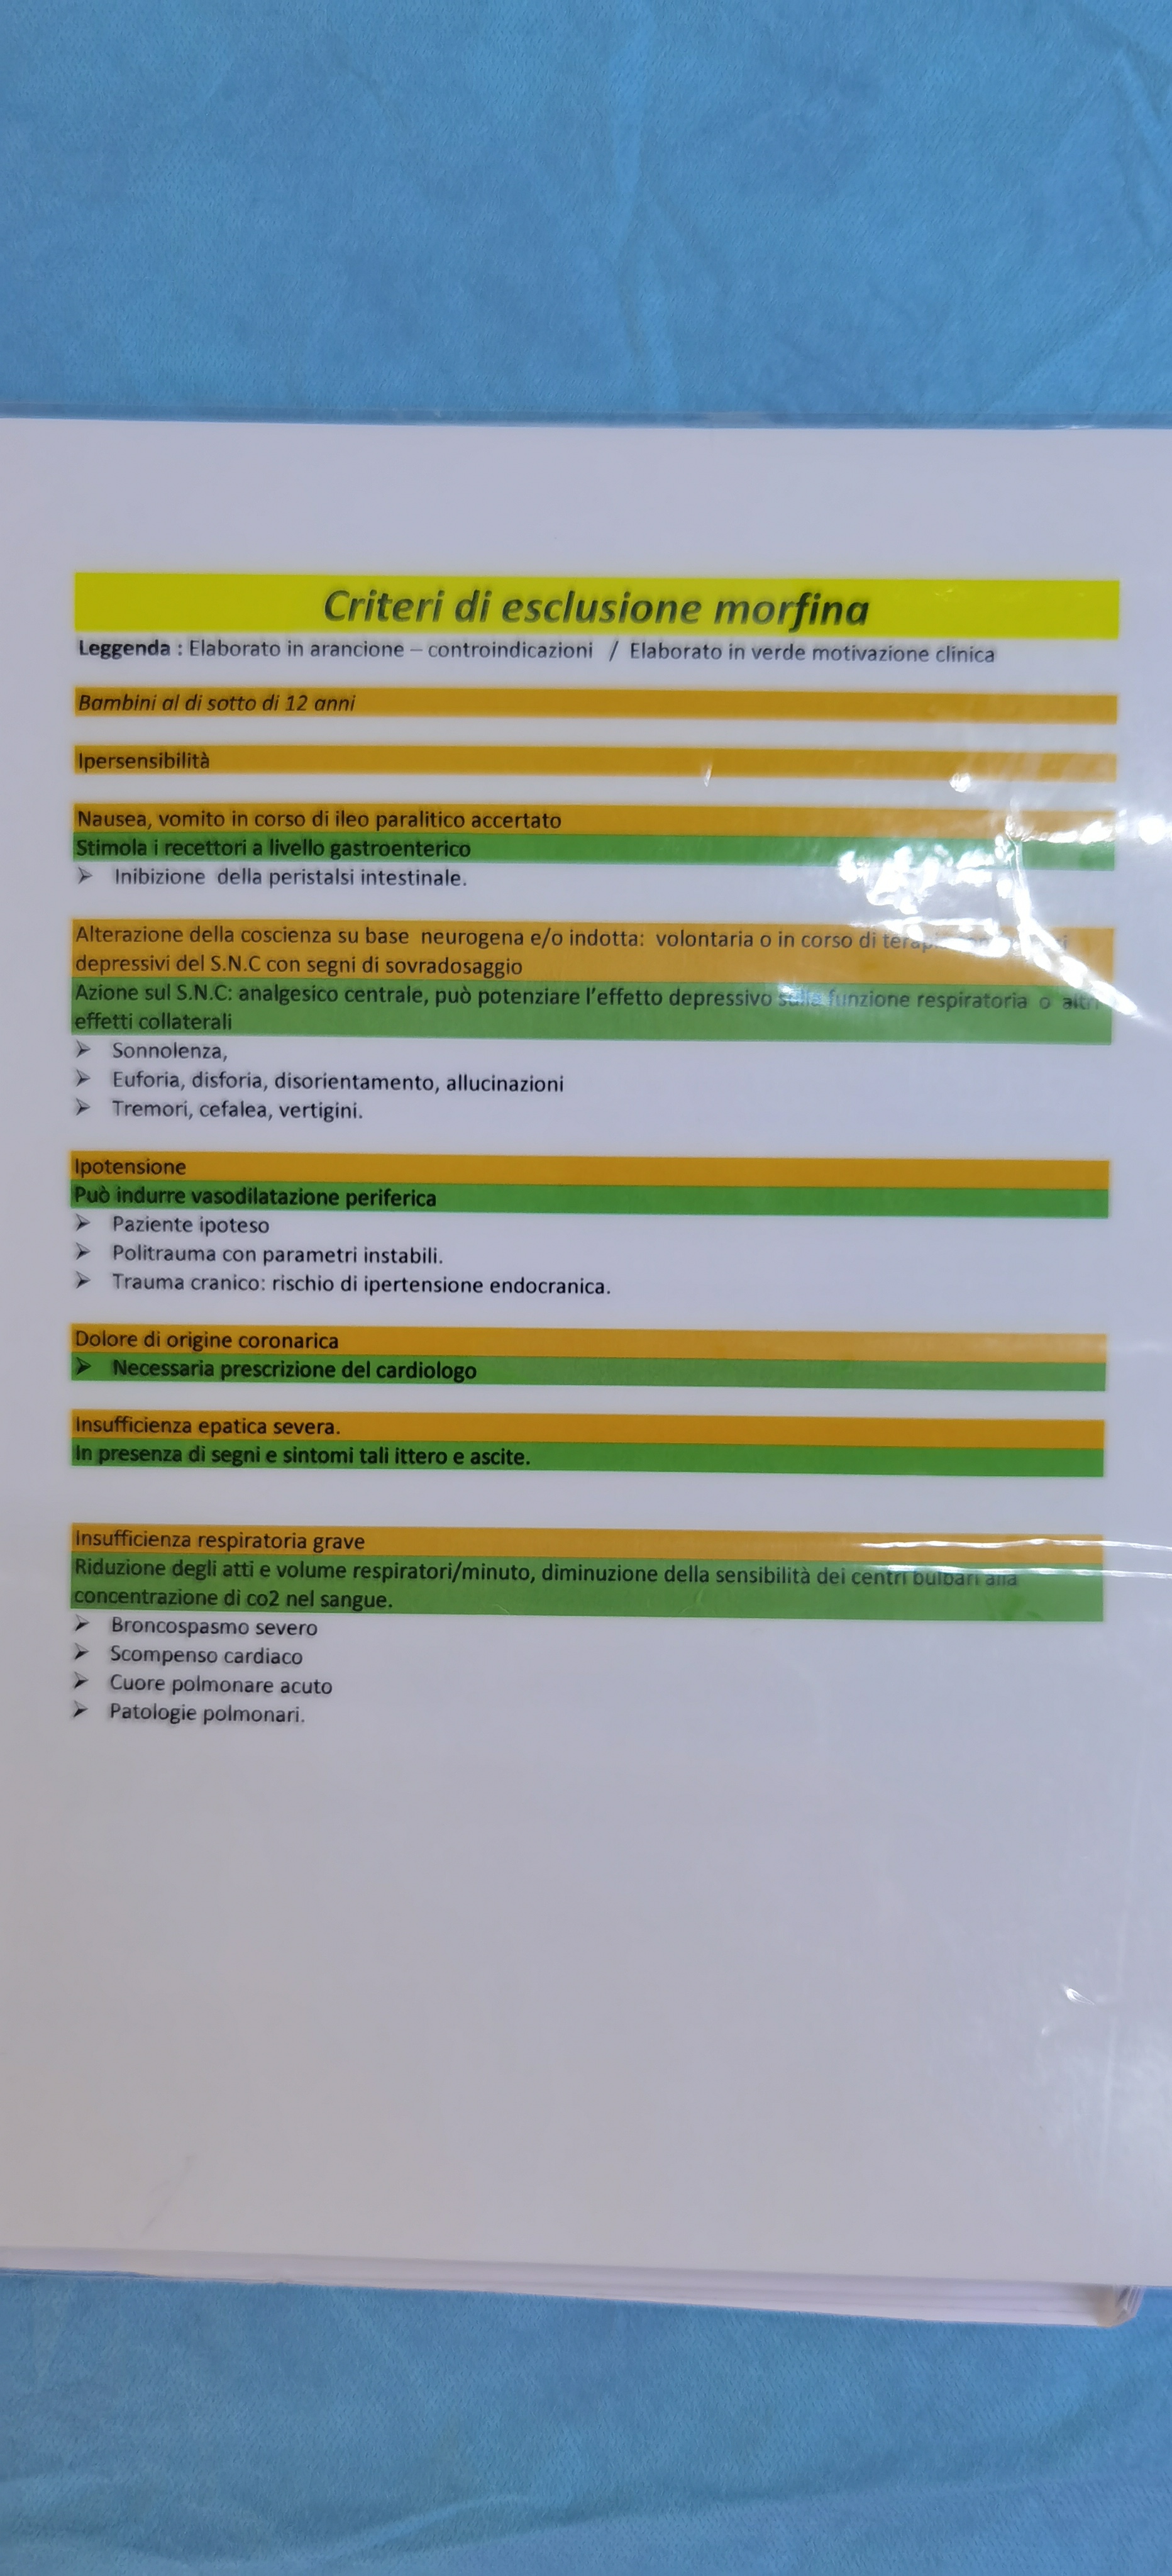 Criteri di esclusione morfina
Leggenda : Elaborato in arancione – controindicazioni / Elaborato in verde motivazione clinica
Bambini al di sotto di 12 anni
Ipersensibilità
Nausea, vomito in corso di ileo paralitico accertato
Stimola i recettori a livello gastroenterico
➢ Inibizione della peristalsi intestinale.
Alterazione della coscienza su base neurogena e/o indotta: volontaria o in corso di
depressivi del S.N.C con segni di sovradosaggio
Azione sul S.N.C: analgesico centrale, può potenziare l'effetto depressivo sulla funzione respiratoria o altri
effetti collaterali
➢ Sonnolenza,
➢ Euforia, disforia, disorientamento, allucinazioni
➢ Tremori, cefalea, vertigini.
Ipotensione
Può indurre vasodilatazione periferica
➢ Paziente ipoteso
➢ Politrauma con parametri instabili.
➢ Trauma cranico: rischio di ipertensione endocranica.
Dolore di origine coronarica
➢ Necessaria prescrizione del cardiologo
Insufficienza epatica severa.
In presenza di segni e sintomi tali ittero e ascite.
Insufficienza respiratoria grave
Riduzione degli atti e volume respiratori/minuto, diminuzione della sensibilità dei centri bulbari alla
concentrazione di co2 nel sangue.
➢ Broncospasmo severo
➢ Scompenso cardiaco
➢ Cuore polmonare acuto
➢ Patologie polmonari.